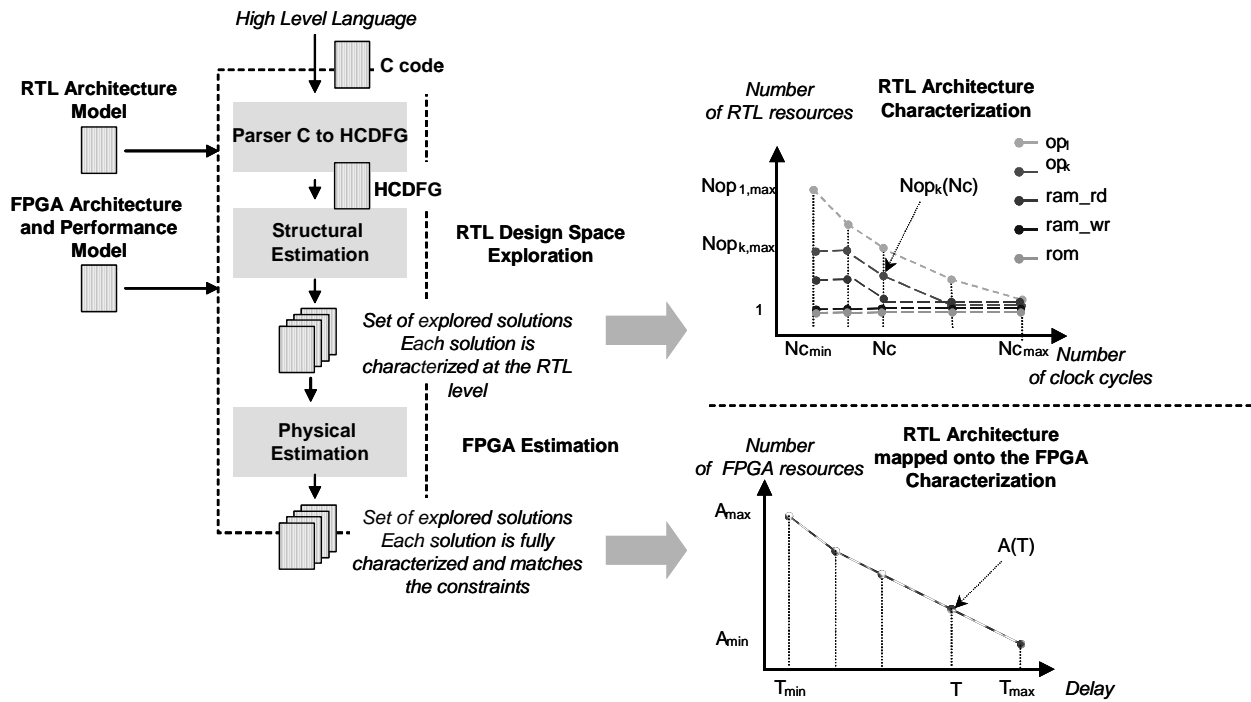 High Level Language
C code
RTL Architecture
Model
Parser C to HCDFG
HCDFG
FPGA Architecture
and Performance
Model
Structural
Estimation
RTL Design Space
Exploration
Set of explored solutions
Each solution is
characterized at the RTL
level
Physical
Estimation
FPGA Estimation
Set of explored solutions
Each solution is fully
characterized and matches
the constraints
Number
of RTL resources
RTL Architecture
Characterization
op1
opk
ram_rd
ram_wr
rom
Nop1,max
Nopk(Nc)
Nopk,max
1
Ncmin
Nc
Ncmax
Number
of clock cycles
Number
of FPGA resources
RTL Architecture
mapped onto the FPGA
Characterization
Amax
A(T)
Amin
Tmin
T
Tmax
Delay